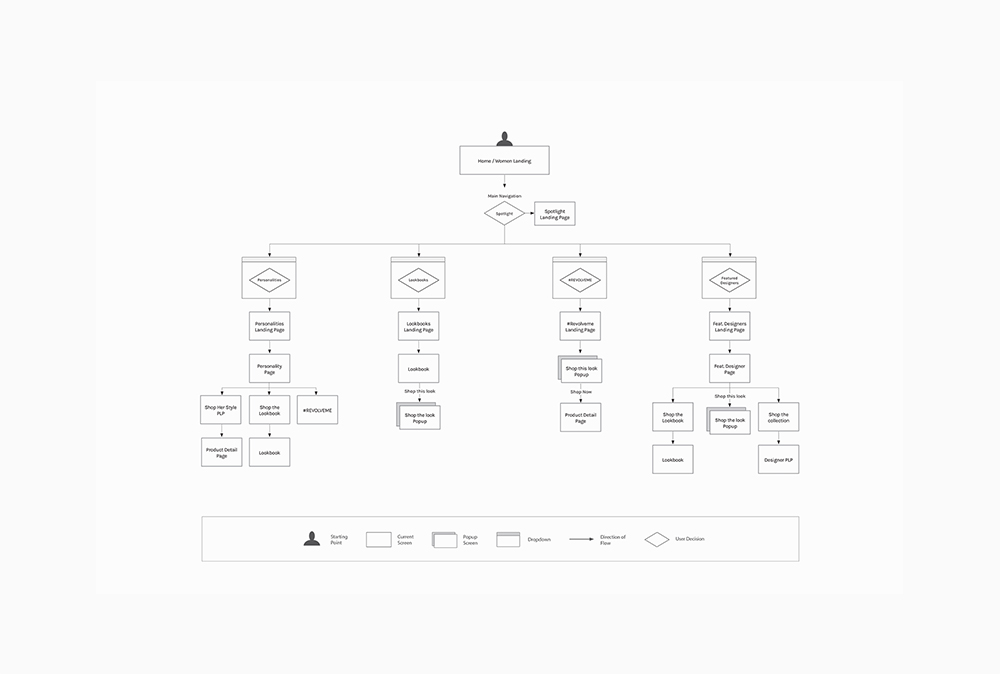 Home / Women Landing
Main Navigation
Spotlight
Spotlight
Landing Page
Personalities
Lookbooks
#REVOLVEME
Featured
Designers
Personalities
Landing Page
Lookbooks
Landing Page
#Revolveme
Landing Page
Feat. Designers
Landing Page
Personality
Page
Lookbook
Shop this look
Popup
Feat. Designer
Page
Shop this look
Shop Now
Shop this look
Shop Her Style
PLP
Shop the
Lookbook
#REVOLVEME
Shop the look
Popup
Product Detail
Page
Shop the
Lookbook
Shop the look
Popup
Shop the
collection
Product Detail
Page
Lookbook
Lookbook
Designer PLP
Starting
Point
Current
Screen
Popup
Screen
Dropdown
Direction of
Flow
User Decision